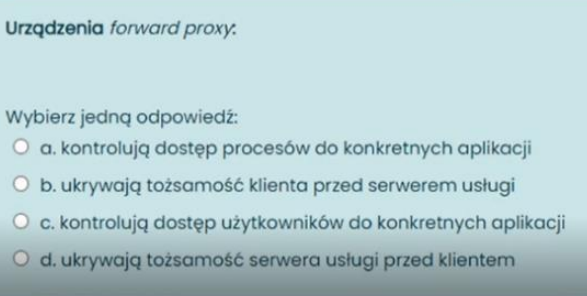 Urządzenia forward proxy:
Wybierz jedną odpowiedź:
a. kontrolują dostęp procesów do konkretnych aplikacji
b. ukrywają tożsamość klienta przed serwerem usługi
c. kontrolują dostęp użytkowników do konkretnych aplikacji
d. ukrywają tożsamość serwera usługi przed klientem